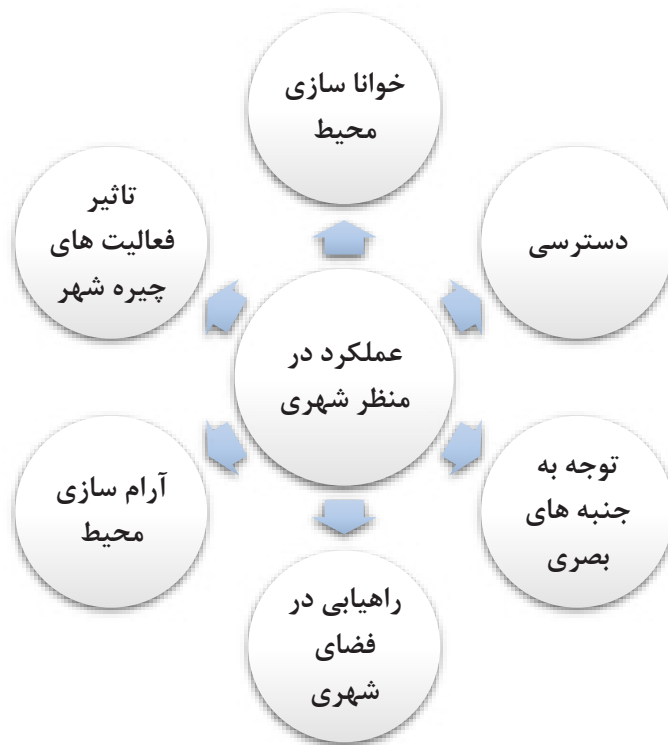 خوانا سازی
محیط
دسترسی
توجه به
جنبه های
بصری
راهیابی در
فضای
شهری
آرام سازی
محیط
تاثیر
فعالیت های
چیره شهر
عملکرد در
منظر شهری